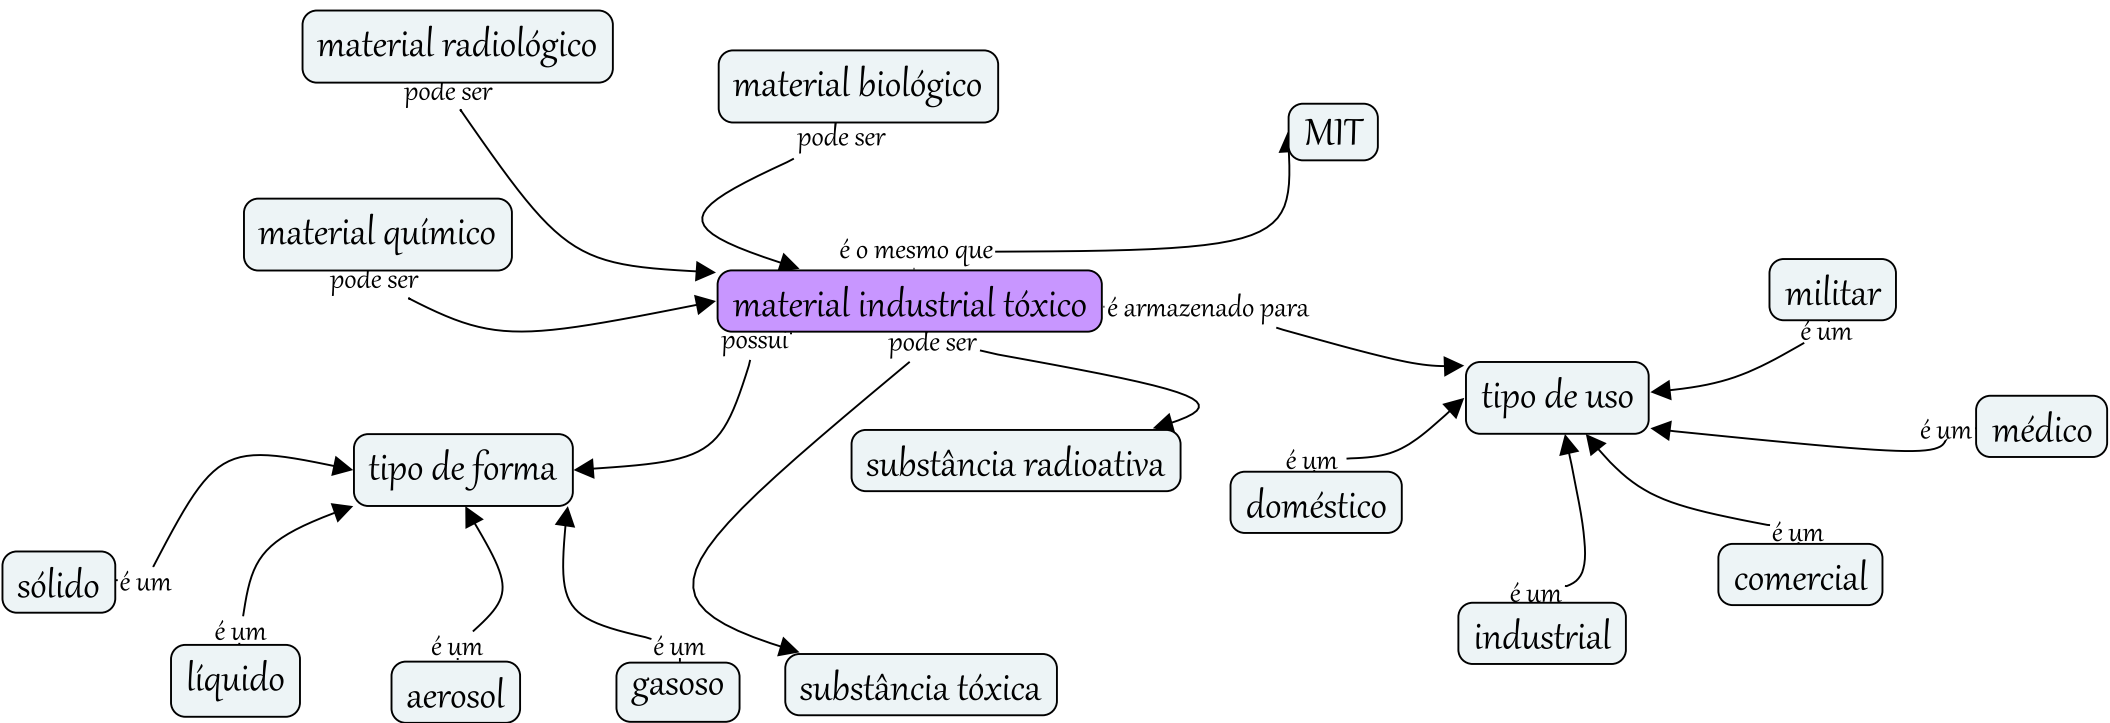 material radiológico
pode ser
material biológico
pode ser
MIT
material químico
pode ser
é o mesmo que
material industrial tóxico
é armazenado para
possui
pode ser
militar
é um
tipo de uso
médico
é um
tipo de forma
substância radioativa
é um
doméstico
sólido
é um
é um
comercial
é um
industrial
é um
líquido
é um
aerosol
é um
gasoso
substância tóxica